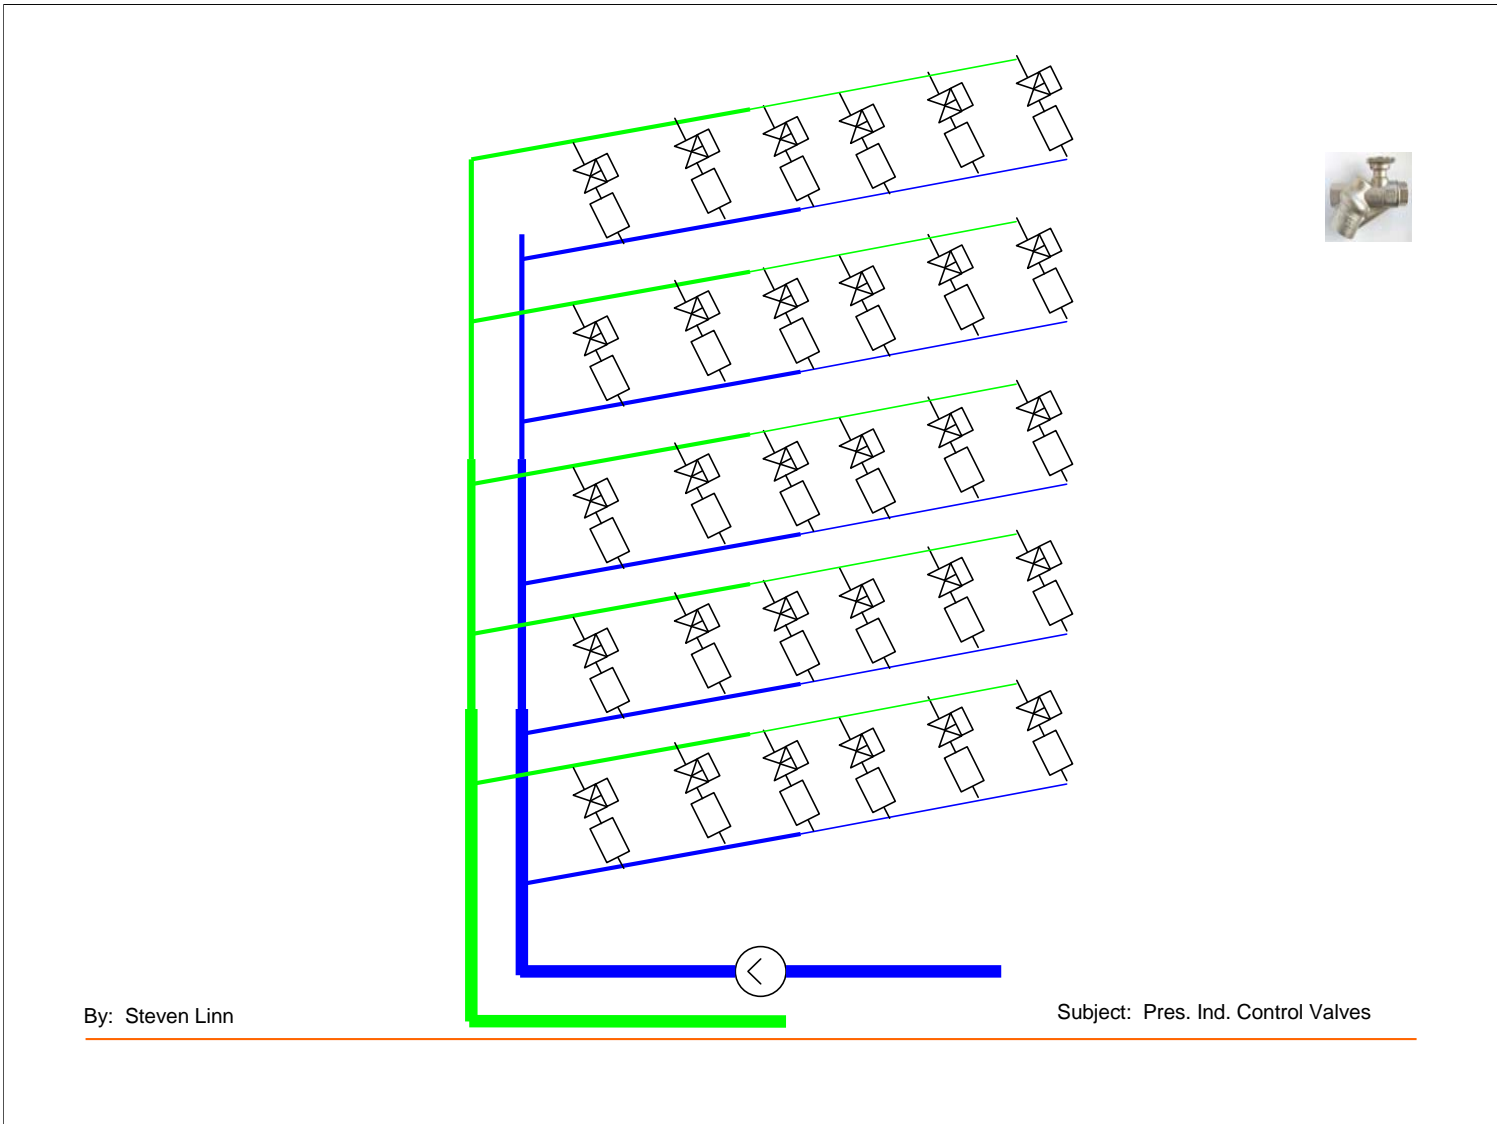 By: Steven Linn
Subject: Pres. Ind. Control Valves